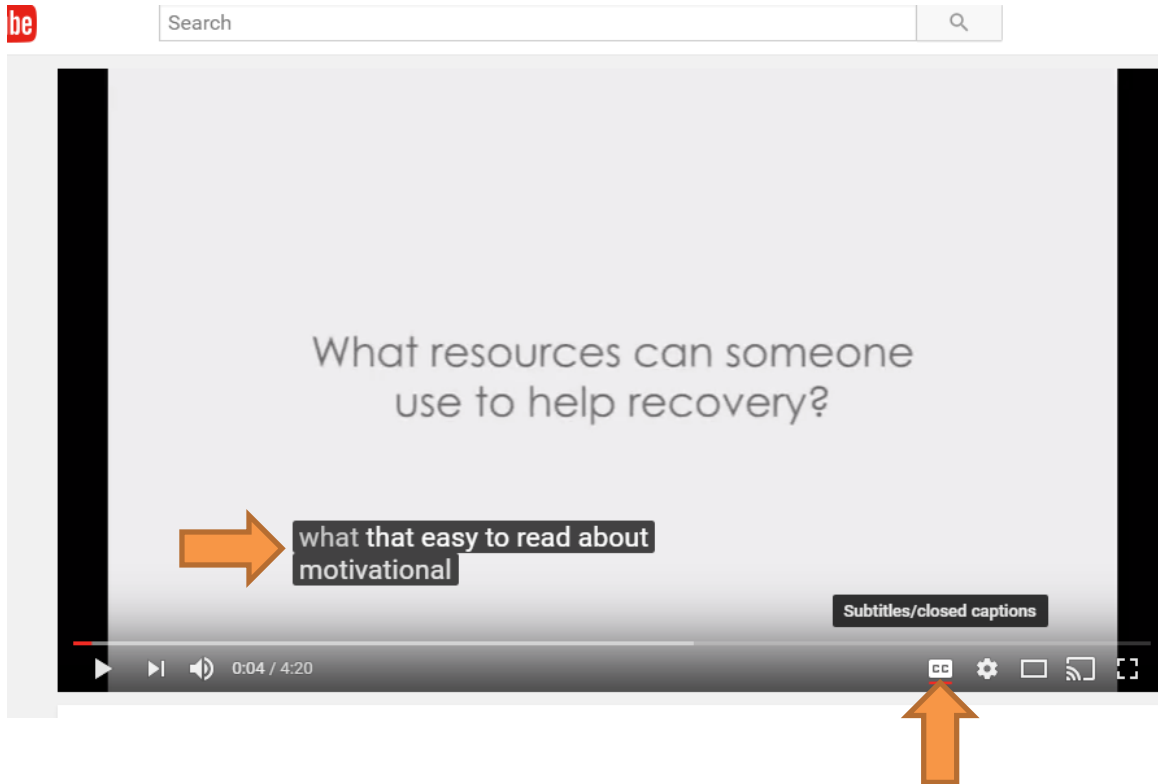 be
Search
What resources can someone
use to help recovery?
what that easy to read about
motivational
Subtitles/closed captions
0:04 / 4:20
CC